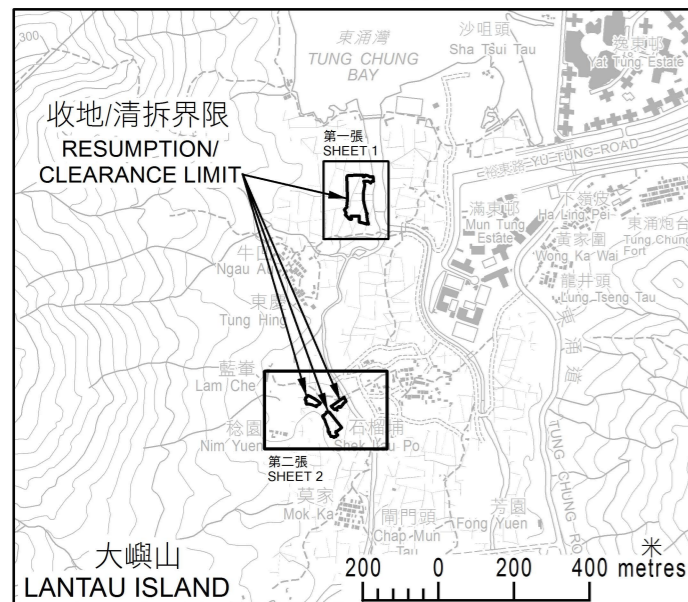 300
東涌灣
TUNG CHUNG
BAY
沙咀頭
Sha Tsui Tau
逸東邨
Yat Tung Estate
收地/清拆界限
RESUMPTION/
CLEARANCE LIMIT
第一張
SHEET 1
裕東路 YU TUNG ROAD
滿東邨
Mun Tung
Estate
下嶺皮
Ha Ling Pei
黃家圍
Wong Ka Wai
東涌炮台
Tung Chung
Fort
龍井頭
Lung Tseng Tau
牛凹
Ngau Au
東興
Tung Hing
藍輋
Lam Che
稔園
Nim Yuen
石榴埔
Shek Lau Po
第二張
SHEET 2
東涌道
TUNG CHUNG RO
莫家
Mok Ka
閘門頭
Chap Mun
Tau
芳園
Fong Yuen
大嶼山
LANTAU ISLAND
米
200 0 200 400 metres